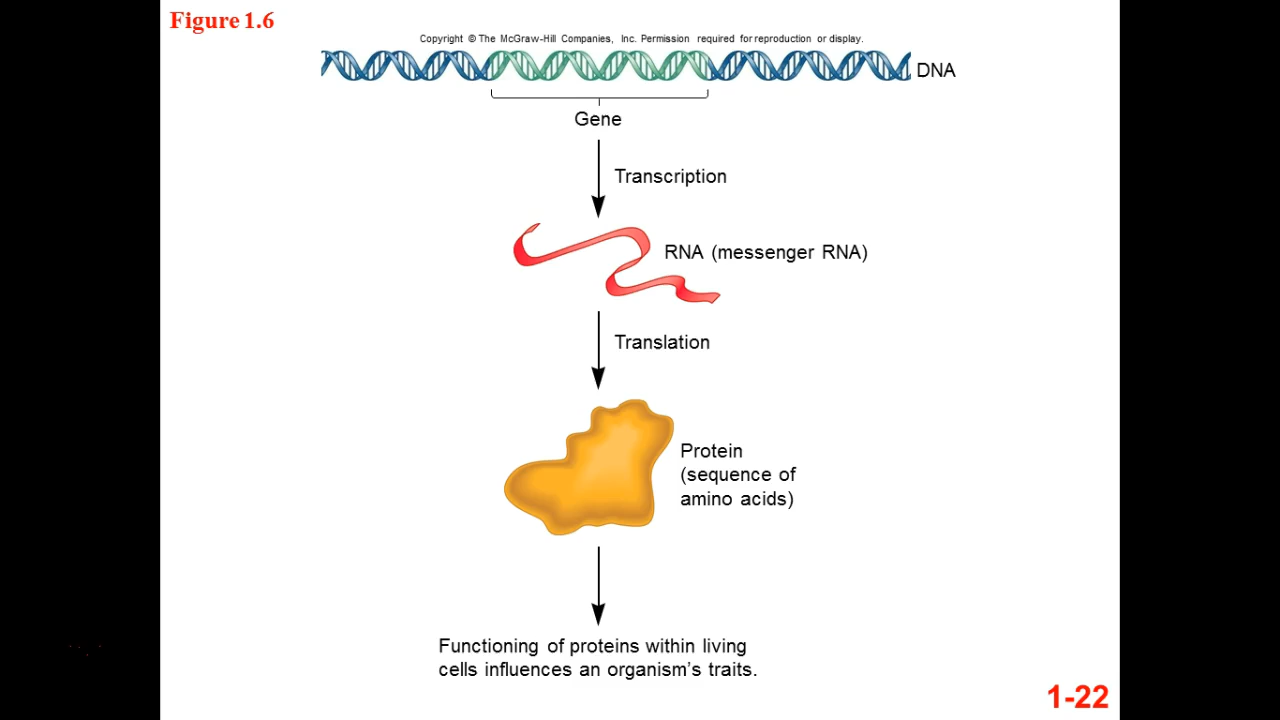 Figure 1.6
Copyright © The McGraw-Hill Companies, Inc. Permission required for reproduction or display.
DNA
Gene
Transcription
RNA (messenger RNA)
Translation
Protein
(sequence of
amino acids)
Functioning of proteins within living
cells influences an organism's traits.
1-22